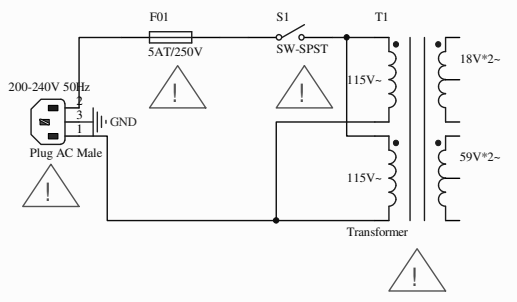 F01
S1
T1
5AT/250V
SW-SPST
18V*2~
115V~
200-240V 50Hz
2
3
GND
1
Plug AC Male
59V*2~
115V~
Transformer